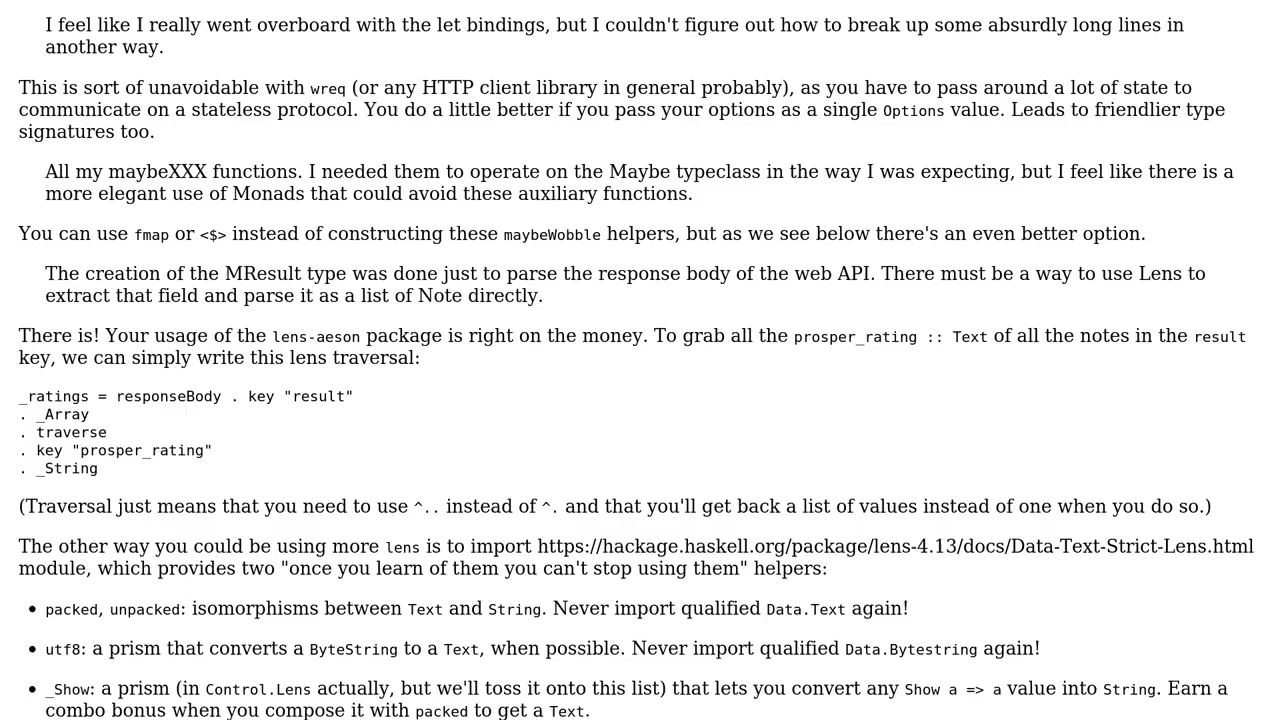 I feel like I really went overboard with the let bindings, but I couldn't figure out how to break up some absurdly long lines in
another way.
This is sort of unavoidable with wreq (or any HTTP client library in general probably), as you have to pass around a lot of state to
communicate on a stateless protocol. You do a little better if you pass your options as a single Options value. Leads to friendlier type
signatures too.
All my maybeXXX functions. I needed them to operate on the Maybe typeclass in the way I was expecting, but I feel like there is a
more elegant use of Monads that could avoid these auxiliary functions.
You can use fmap or <$> instead of constructing these maybeWobble helpers, but as we see below there's an even better option.
The creation of the MResult type was done just to parse the response body of the web API. There must be a way to use Lens to
extract that field and parse it as a list of Note directly.
There is! Your usage of the lens-aeson package is right on the money. To grab all the prosper_rating :: Text of all the notes in the result
key, we can simply write this lens traversal:
_ratings = responseBody . key "result"
. _Array
. traverse
. key "prosper_rating"
. _String
(Traversal just means that you need to use ^.. instead of ^. and that you'll get back a list of values instead of one when you do so.)
The other way you could be using more lens is to import https://hackage.haskell.org/package/lens-4.13/docs/Data-Text-Strict-Lens.html
module, which provides two "once you learn of them you can't stop using them" helpers:
• packed, unpacked: isomorphisms between Text and String. Never import qualified Data.Text again!
• utf8: a prism that converts a ByteString to a Text, when possible. Never import qualified Data.Bytestring again!
• _Show: a prism (in Control.Lens actually, but we'll toss it onto this list) that lets you convert any Show a => a value into String. Earn a
combo bonus when you compose it with packed to get a Text.